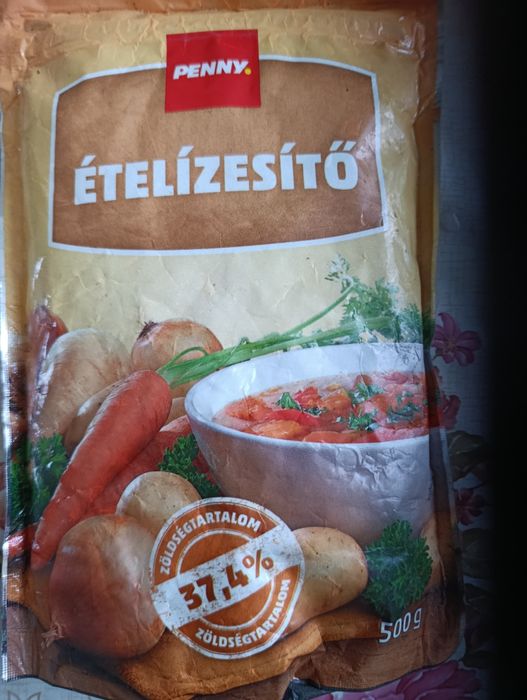 PENNY.
ÉTELÍZESÍTŐ
ZÖLDSÉGTARTALOM
37,4%
ZÖLDSÉGTARTALOM
500 g